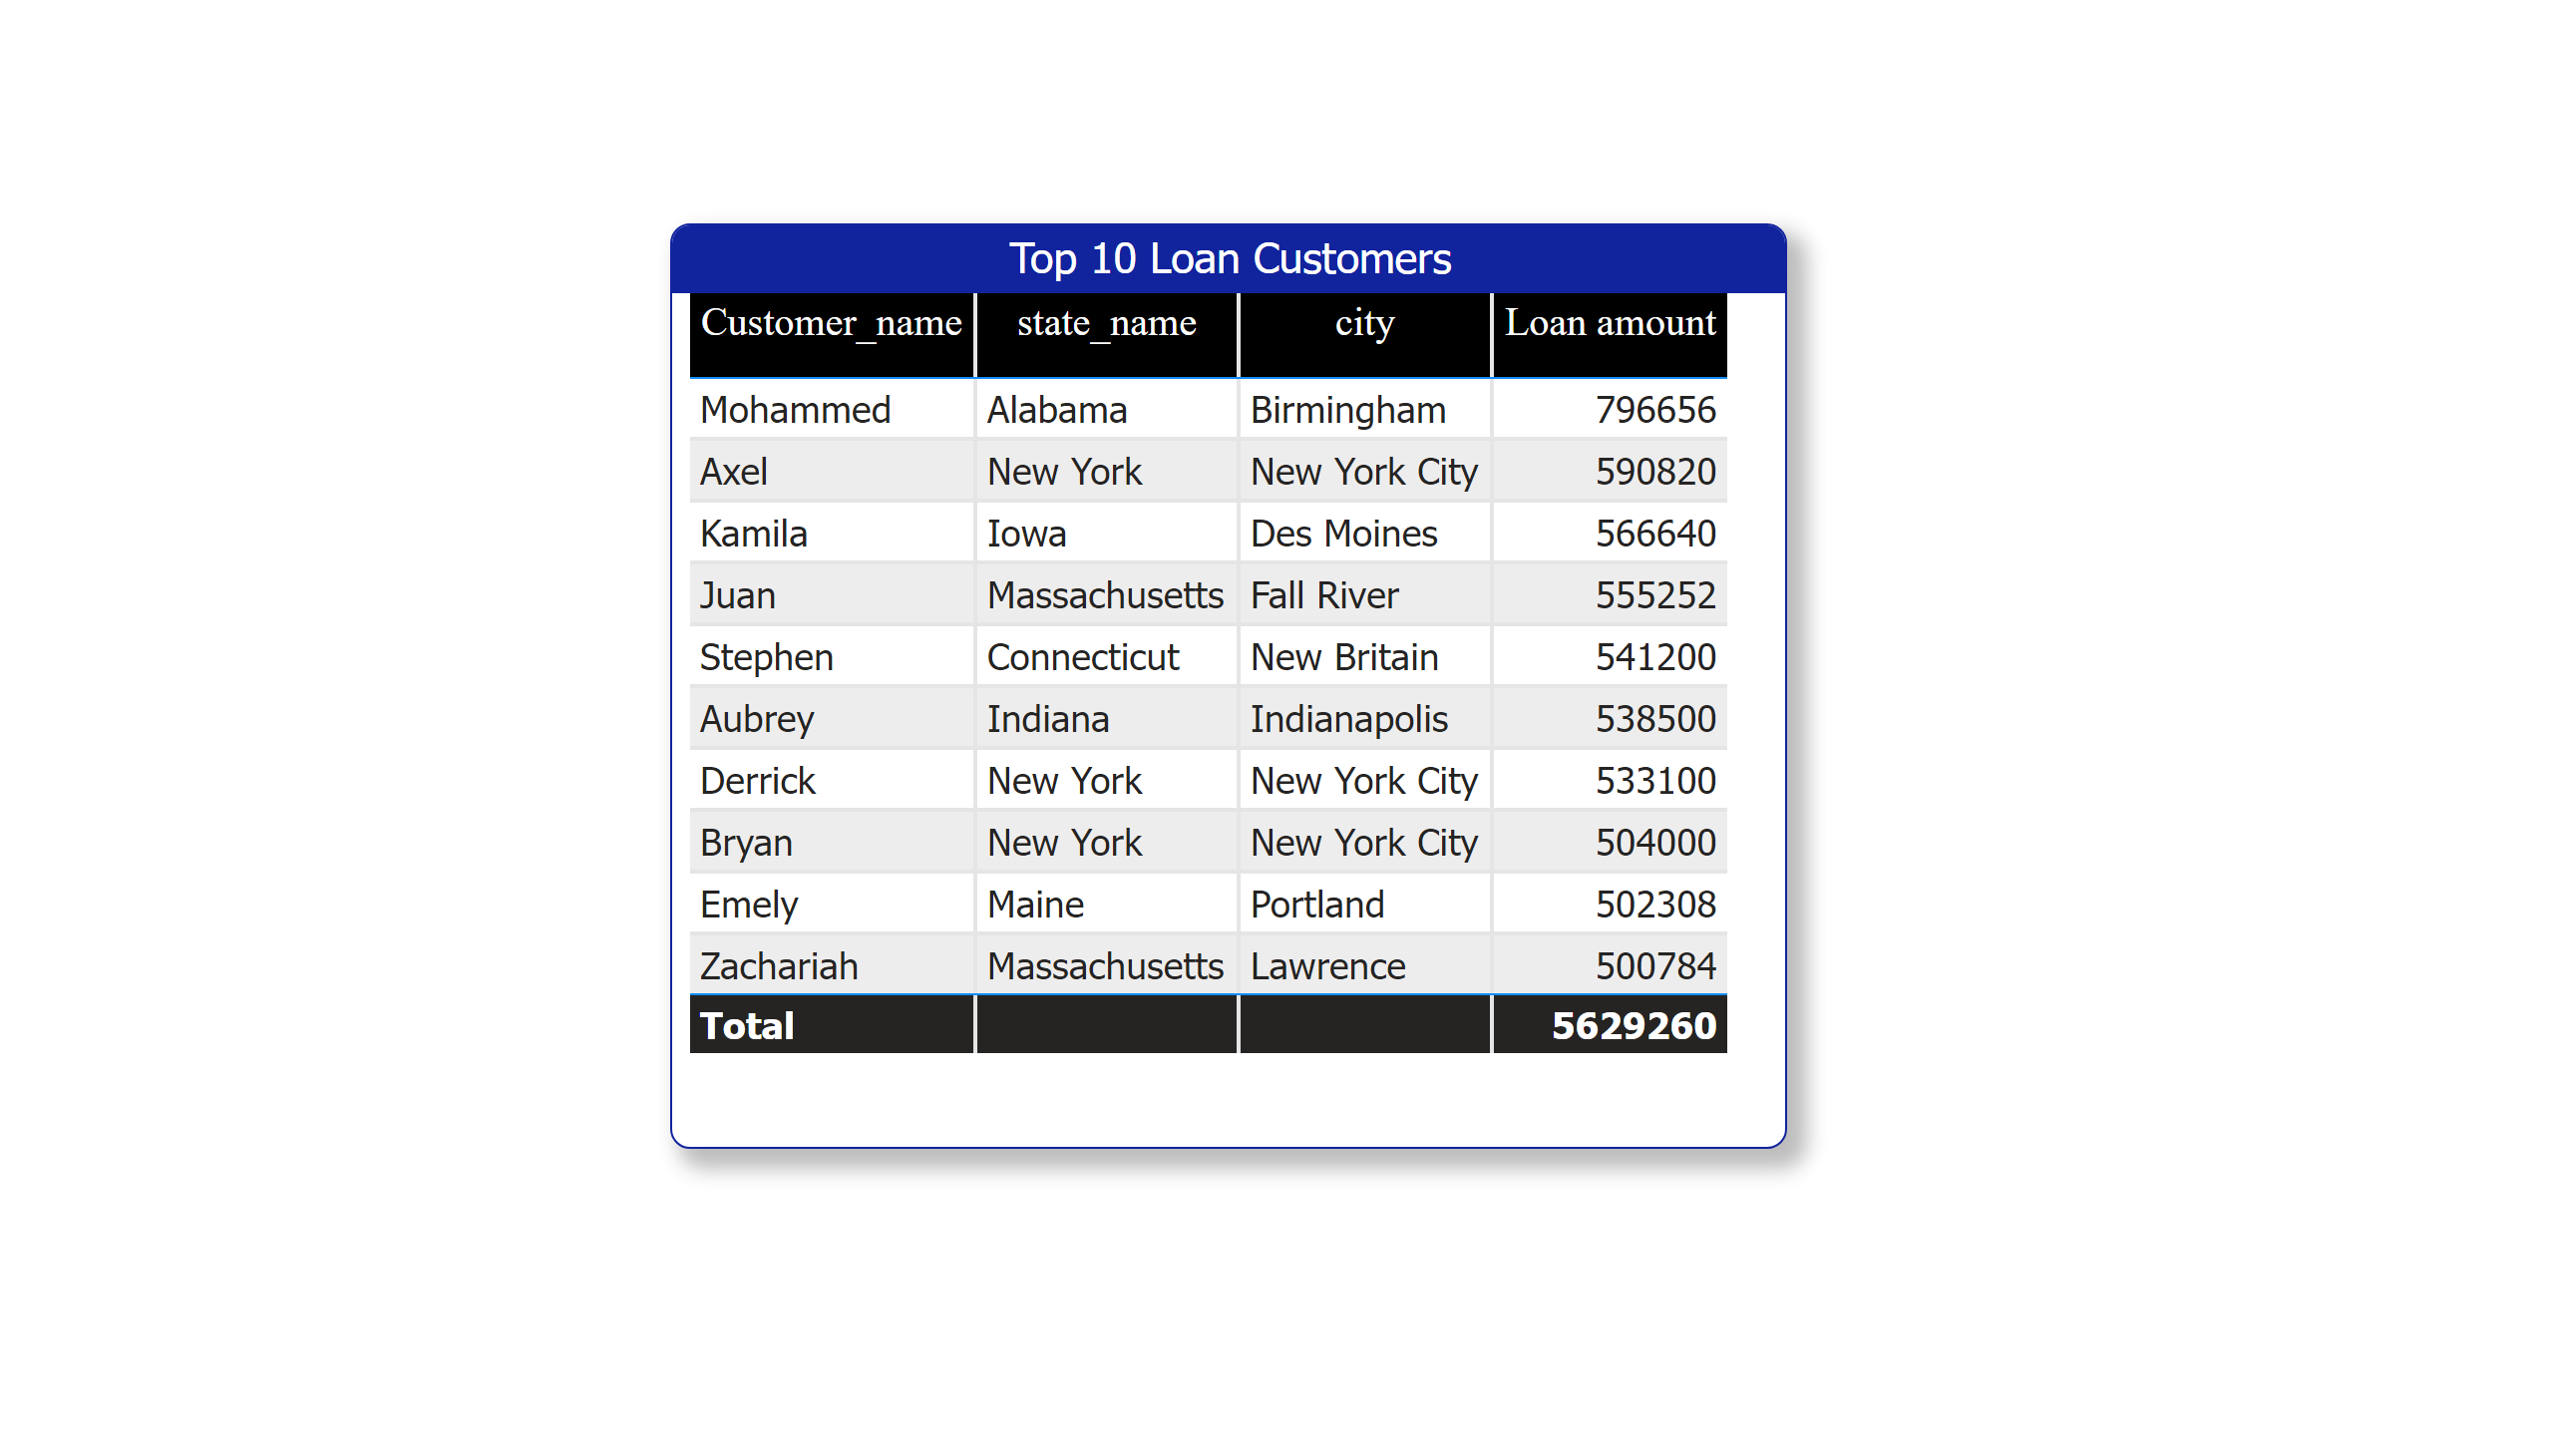 Top 10 Loan Customers
Customer_name state_name city Loan amount
Mohammed Alabama Birmingham 796656
Axel New York New York City 590820
Kamila Iowa Des Moines 566640
Juan Massachusetts Fall River 555252
Stephen Connecticut New Britain 541200
Aubrey Indiana Indianapolis 538500
Derrick New York New York City 533100
Bryan New York New York City 504000
Emely Maine Portland 502308
Zachariah Massachusetts Lawrence 500784
Total 5629260